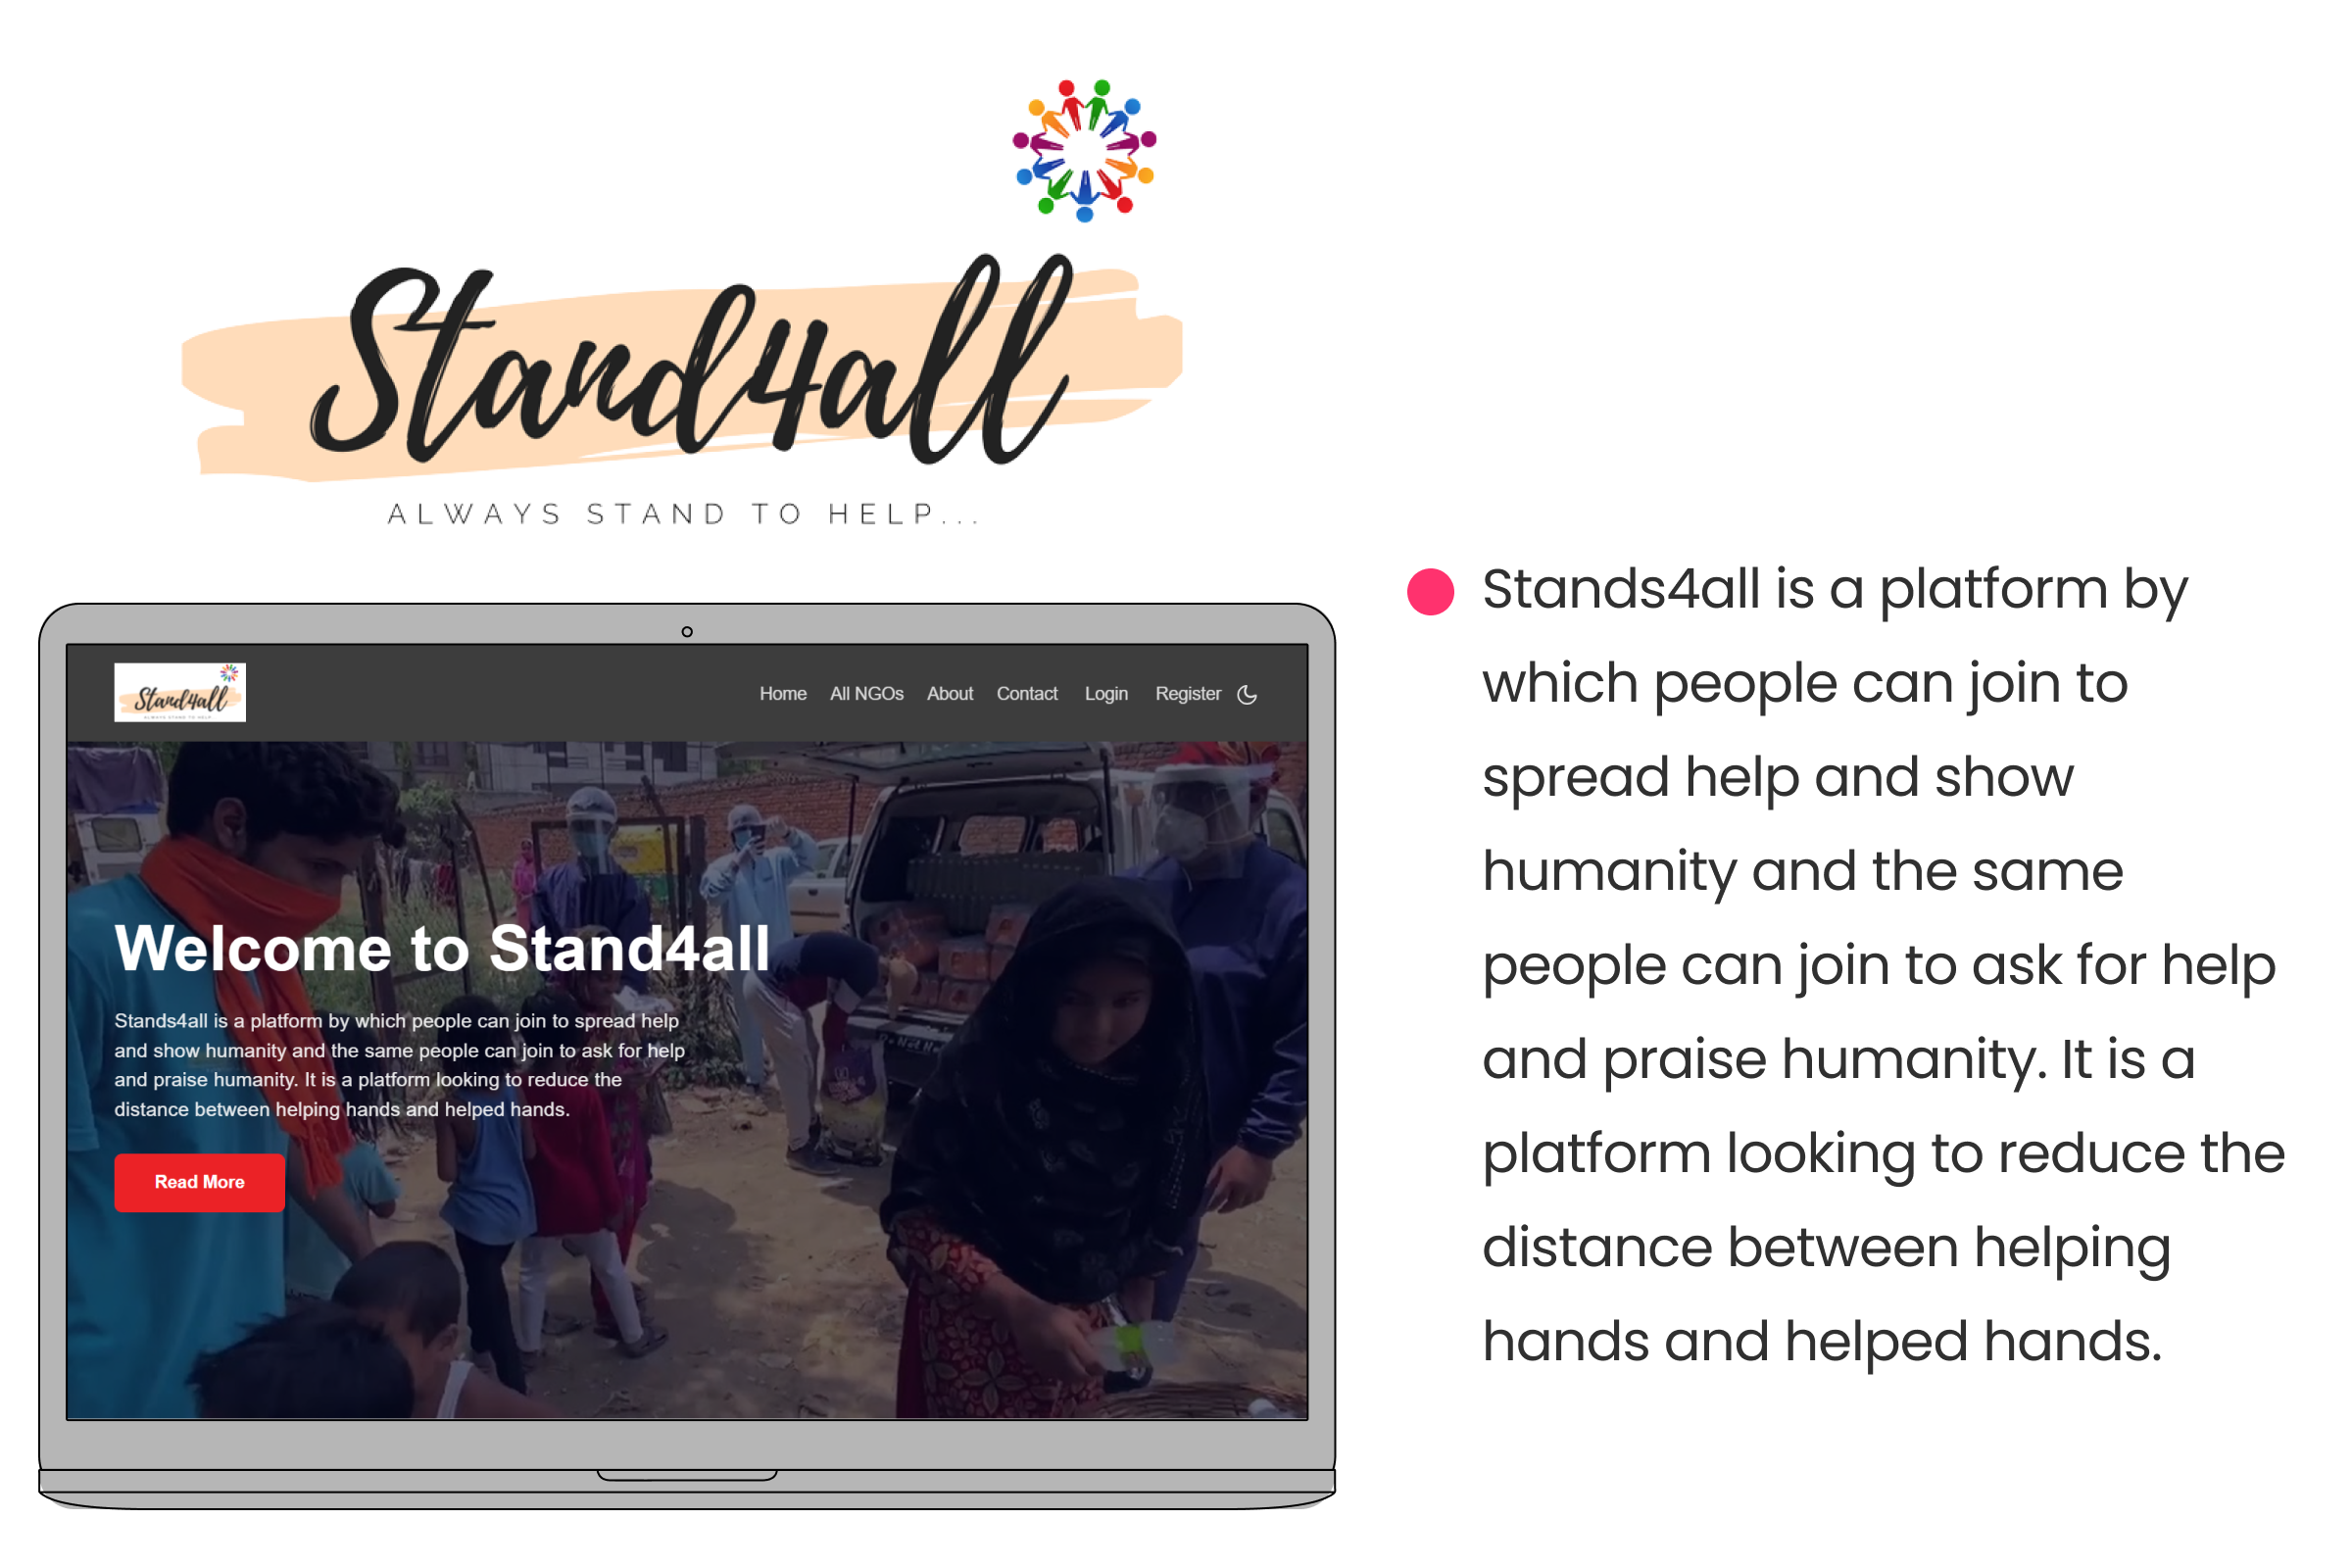 Stand4all
ALWAYS STAND TO HELP...
Stand4all
ALWAYS STAND TO HELP
Home All NGOs About Contact Login Register
Welcome to Stand4all
Stands4all is a platform by which people can join to spread help
and show humanity and the same people can join to ask for help
and praise humanity. It is a platform looking to reduce the
distance between helping hands and helped hands.
Read More
Stands4all is a platform by
which people can join to
spread help and show
humanity and the same
people can join to ask for help
and praise humanity. It is a
platform looking to reduce the
distance between helping
hands and helped hands.